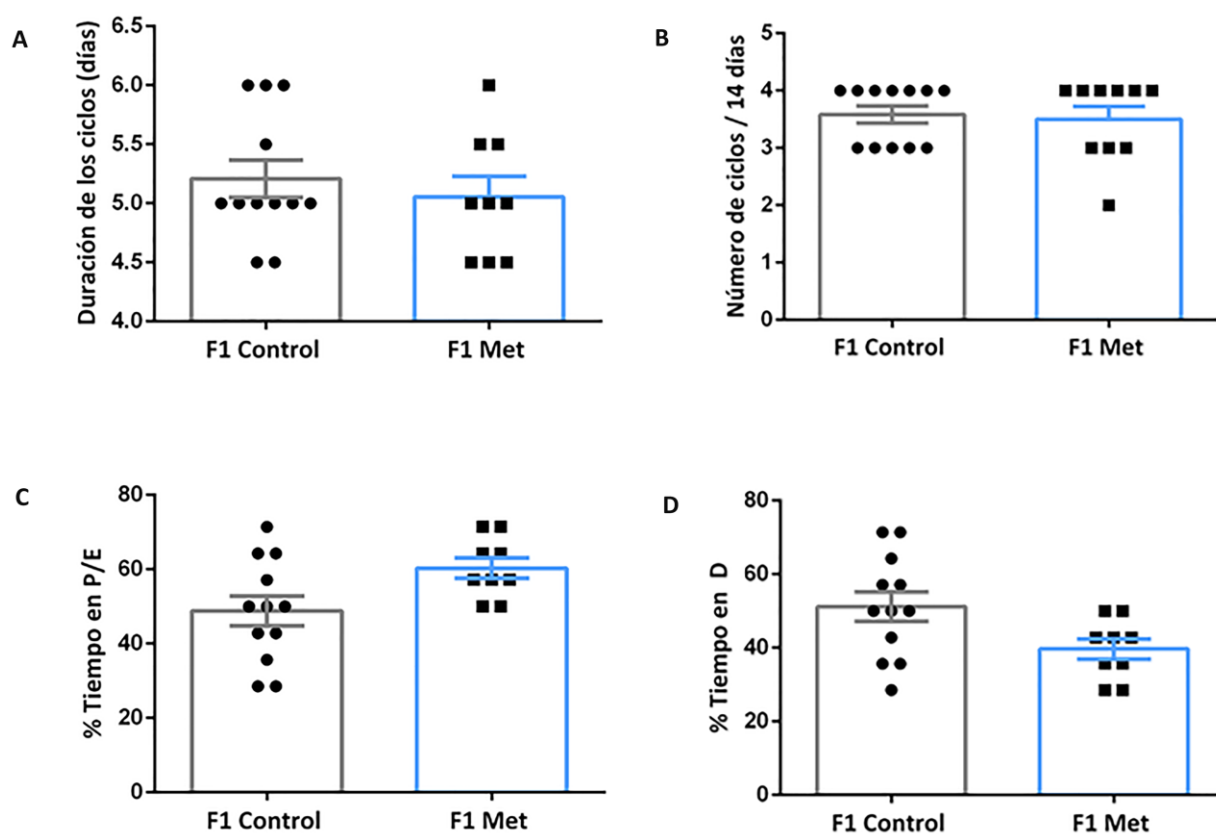 A
Duración de los ciclos (días)
6.5
6.0
5.5
5.0
4.5
4.0
F1 Control
F1 Met
B
Número de ciclos / 14 días
5
4
3
2
1
0
F1 Control
F1 Met
C
% Tiempo en P/E
80
60
40
20
0
F1 Control
F1 Met
D
% Tiempo en D
80
60
40
20
0
F1 Control
F1 Met